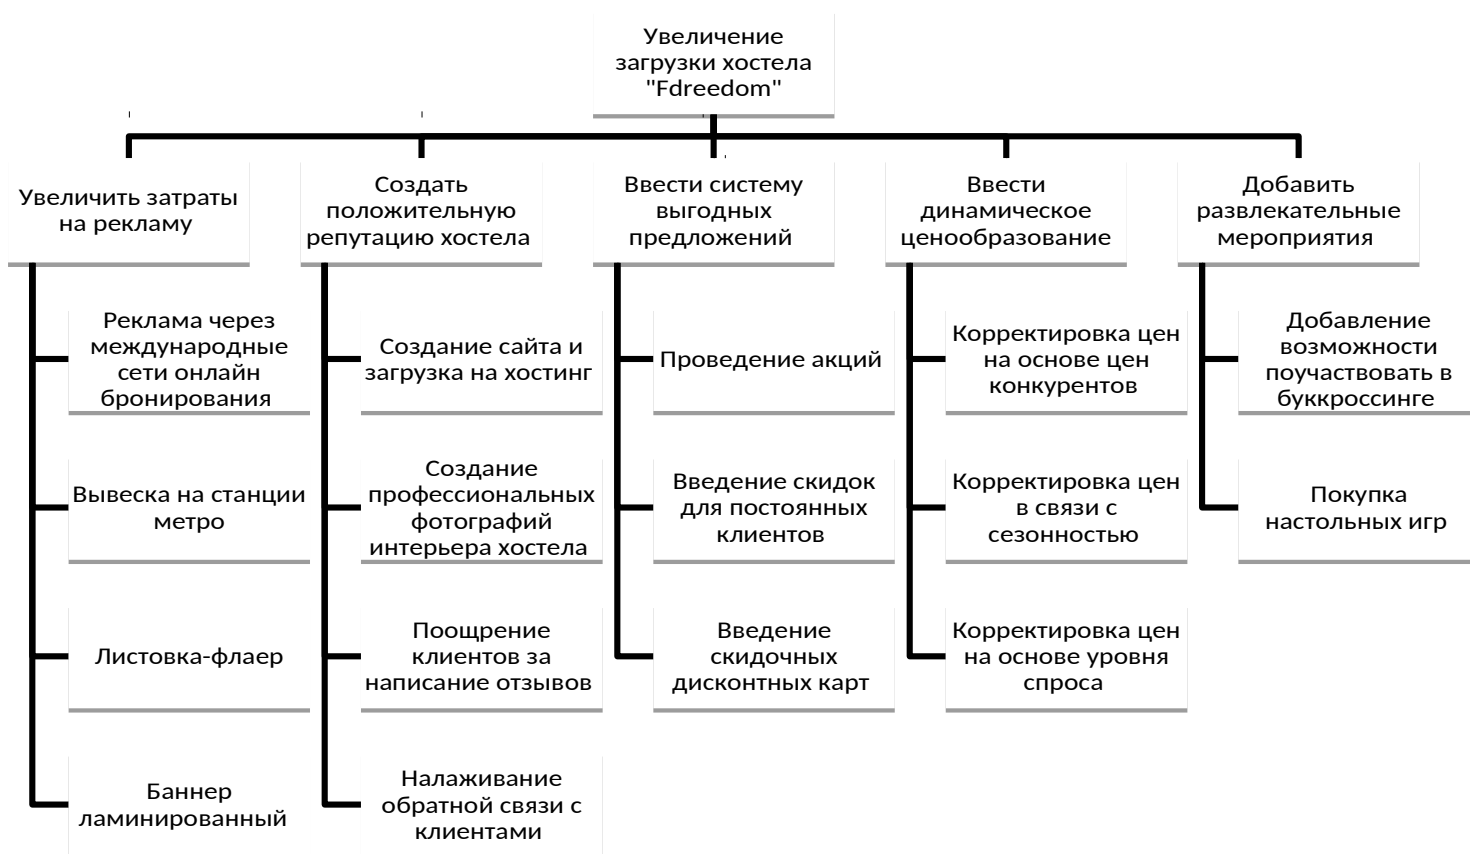 Увеличение
загрузки хостела
"Fdreedom"
Увеличить затраты
на рекламу
Создать
положительную
репутацию хостела
Ввести систему
выгодных
предложений
Ввести
динамическое
ценообразование
Добавить
развлекательные
мероприятия
Реклама через
международные
сети онлайн
бронирования
Создание сайта и
загрузка на хостинг
Проведение акций
Корректировка цен
на основе цен
конкурентов
Добавление
возможности
поучаствовать в
буккроссинге
Вывеска на станции
метро
Создание
профессиональных
фотографий
интерьера хостела
Введение скидок
для постоянных
клиентов
Корректировка цен
в связи с
сезонностью
Покупка
настольных игр
Листовка-флаер
Поощрение
клиентов за
написание отзывов
Введение
скидочных
дисконтных карт
Корректировка цен
на основе уровня
спроса
Баннер
ламинированный
Налаживание
обратной связи с
клиентами